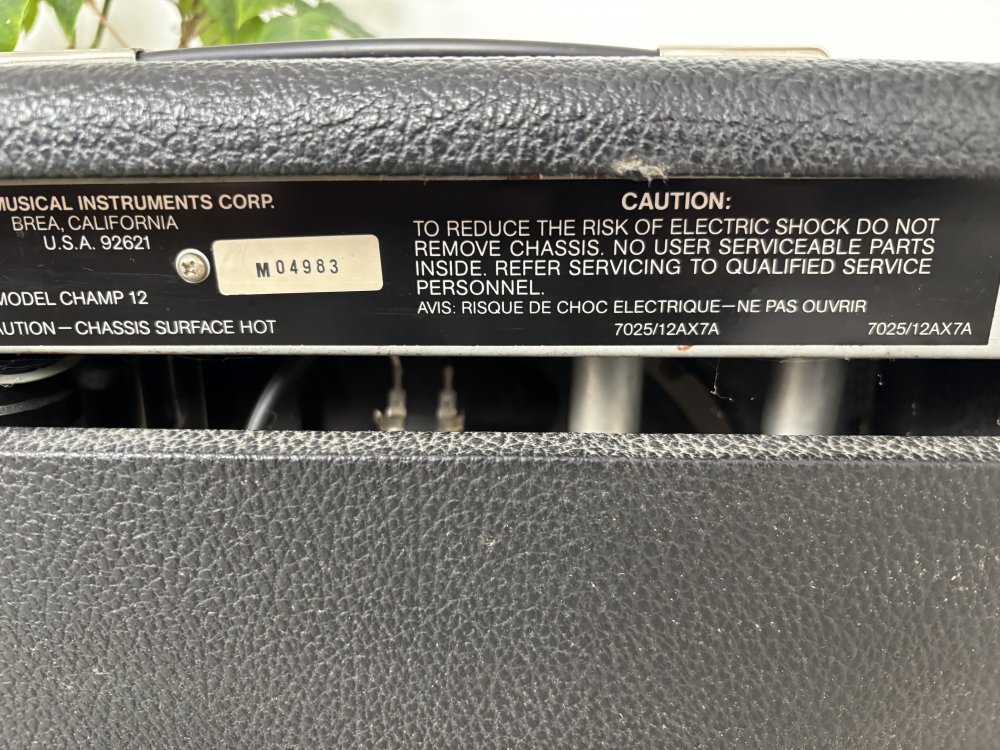 MUSICAL INSTRUMENTS CORP.
BREA, CALIFORNIA
U.S.A. 92621
M 04983
MODEL CHAMP 12
AUTION — CHASSIS SURFACE HOT
CAUTION:
TO REDUCE THE RISK OF ELECTRIC SHOCK DO NOT
REMOVE CHASSIS. NO USER SERVICEABLE PARTS
INSIDE. REFER SERVICING TO QUALIFIED SERVICE
PERSONNEL.
AVIS: RISQUE DE CHOC ELECTRIQUE—NE PAS OUVRIR
7025/12AX7A 7025/12AX7A